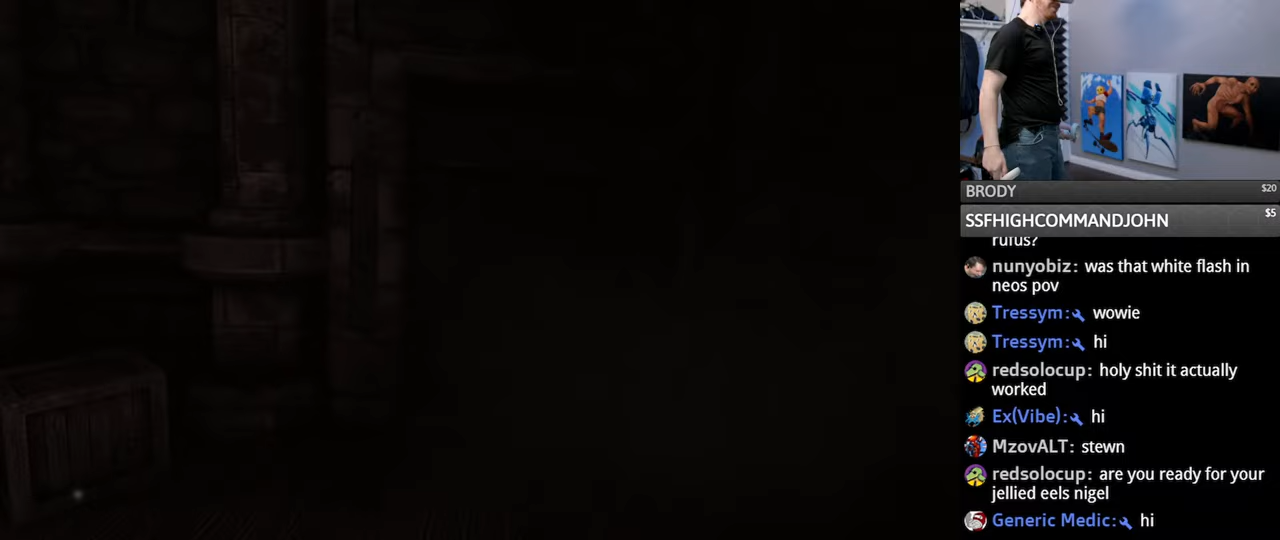 BRODY $20
SSFHIGHCOMMANDJOHN $5
rufus?
nunyobiz: was that white flash in
neos pov
Tressym: wowie
Tressym: hi
redsolocup: holy shit it actually
worked
Ex(Vibe): hi
MzovALT: stewn
redsolocup: are you ready for your
jellied eels nigel
Generic Medic: hi